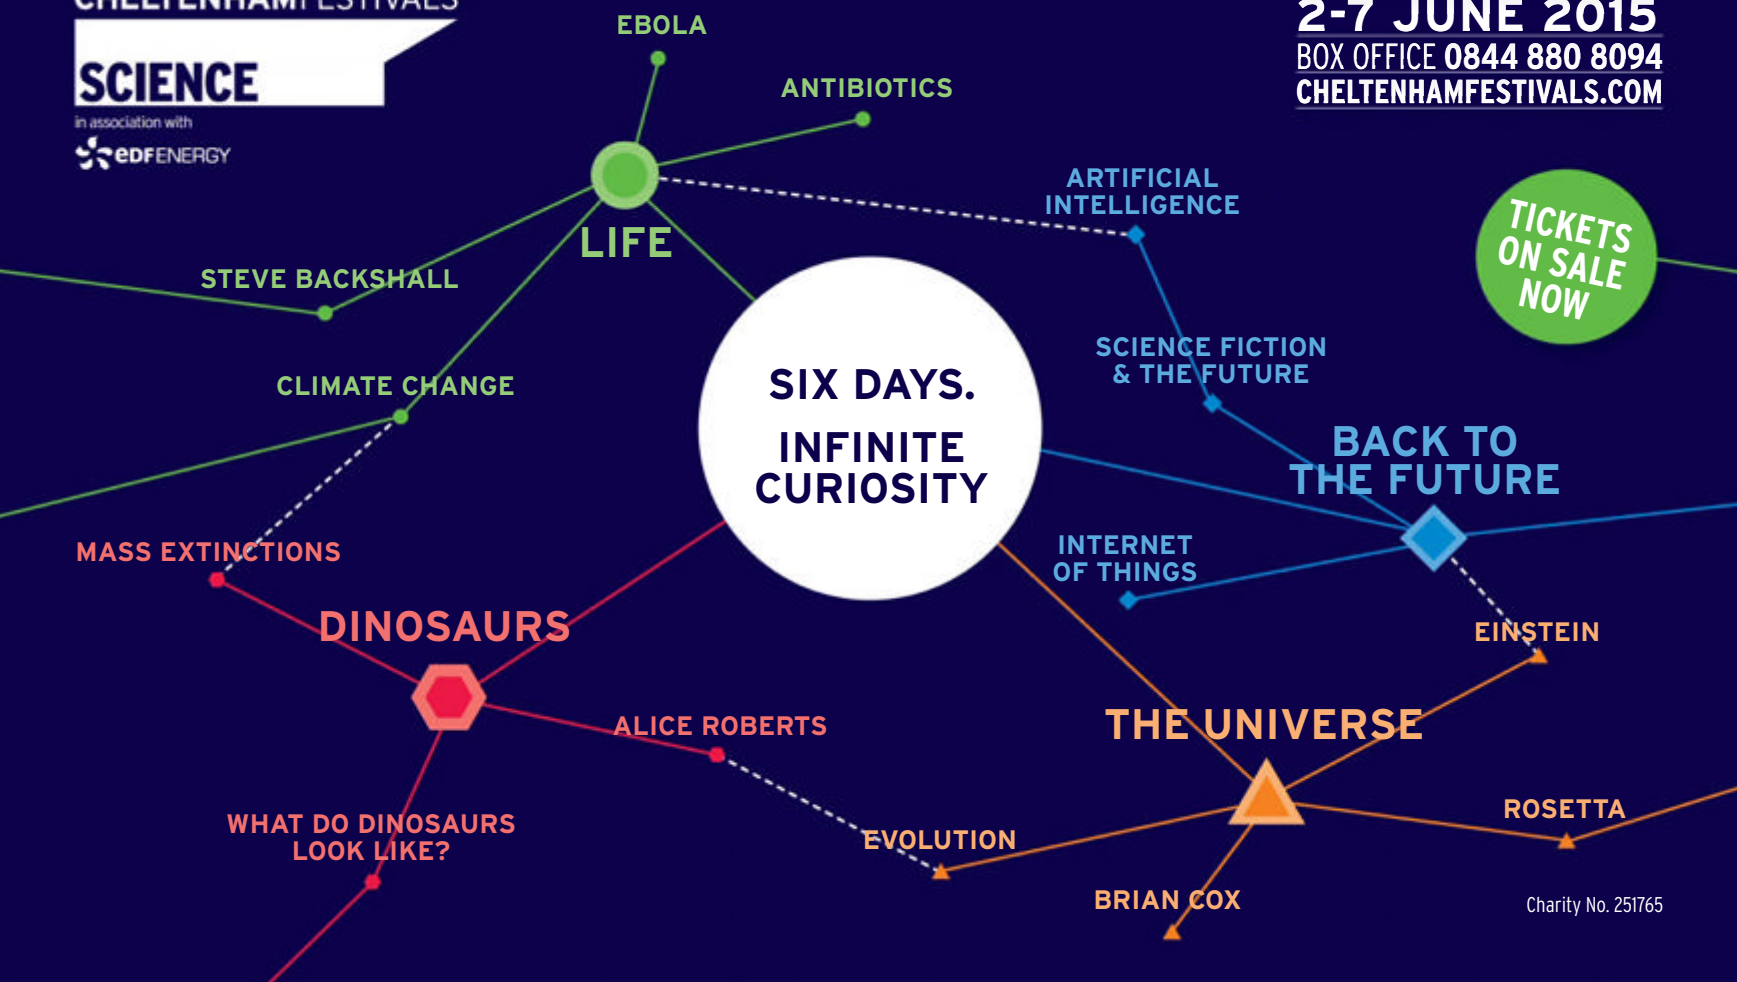 CHELTENHAMFESTIVALS
SCIENCE
in association with
eDFENERGY
2-7 JUNE 2015
BOX OFFICE 0844 880 8094
CHELTENHAMFESTIVALS.COM
EBOLA
ANTIBIOTICS
ARTIFICIAL
INTELLIGENCE
TICKETS
ON SALE
NOW
LIFE
STEVE BACKSHALL
CLIMATE CHANGE
SCIENCE FICTION
& THE FUTURE
SIX DAYS.
INFINITE
CURIOSITY
BACK TO
THE FUTURE
INTERNET
OF THINGS
MASS EXTINCTIONS
DINOSAURS
EINSTEIN
ALICE ROBERTS
THE UNIVERSE
WHAT DO DINOSAURS
LOOK LIKE?
EVOLUTION
ROSETTA
BRIAN COX
Charity No. 251765